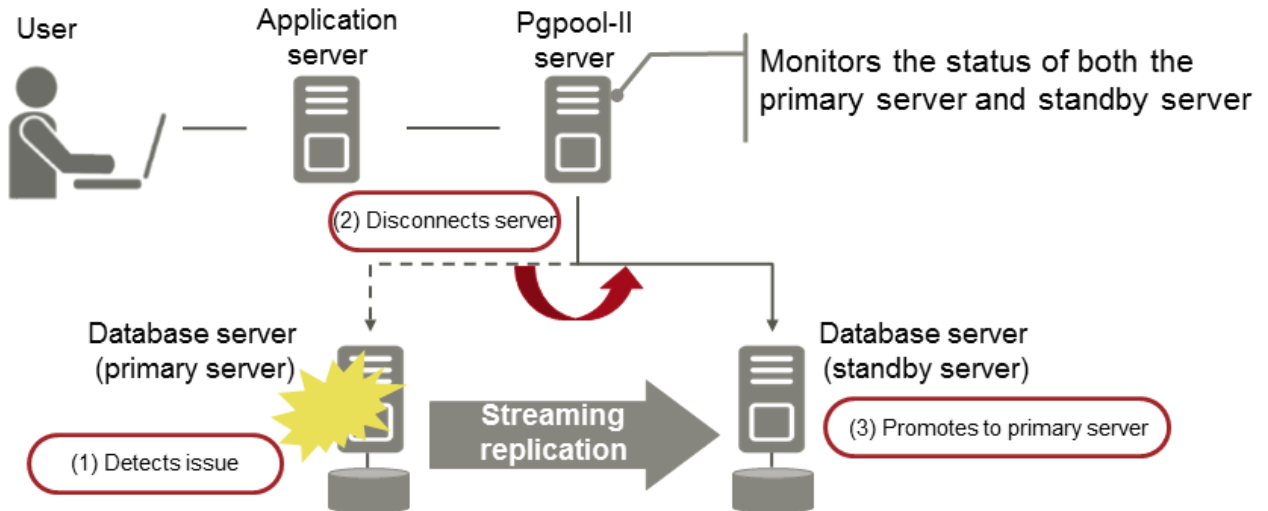 User
Application
server
Pgpool-II
server
Monitors the status of both the
primary server and standby server
(2) Disconnects server
Database server
(primary server)
Database server
(standby server)
Streaming
replication
(1) Detects issue
(3) Promotes to primary server